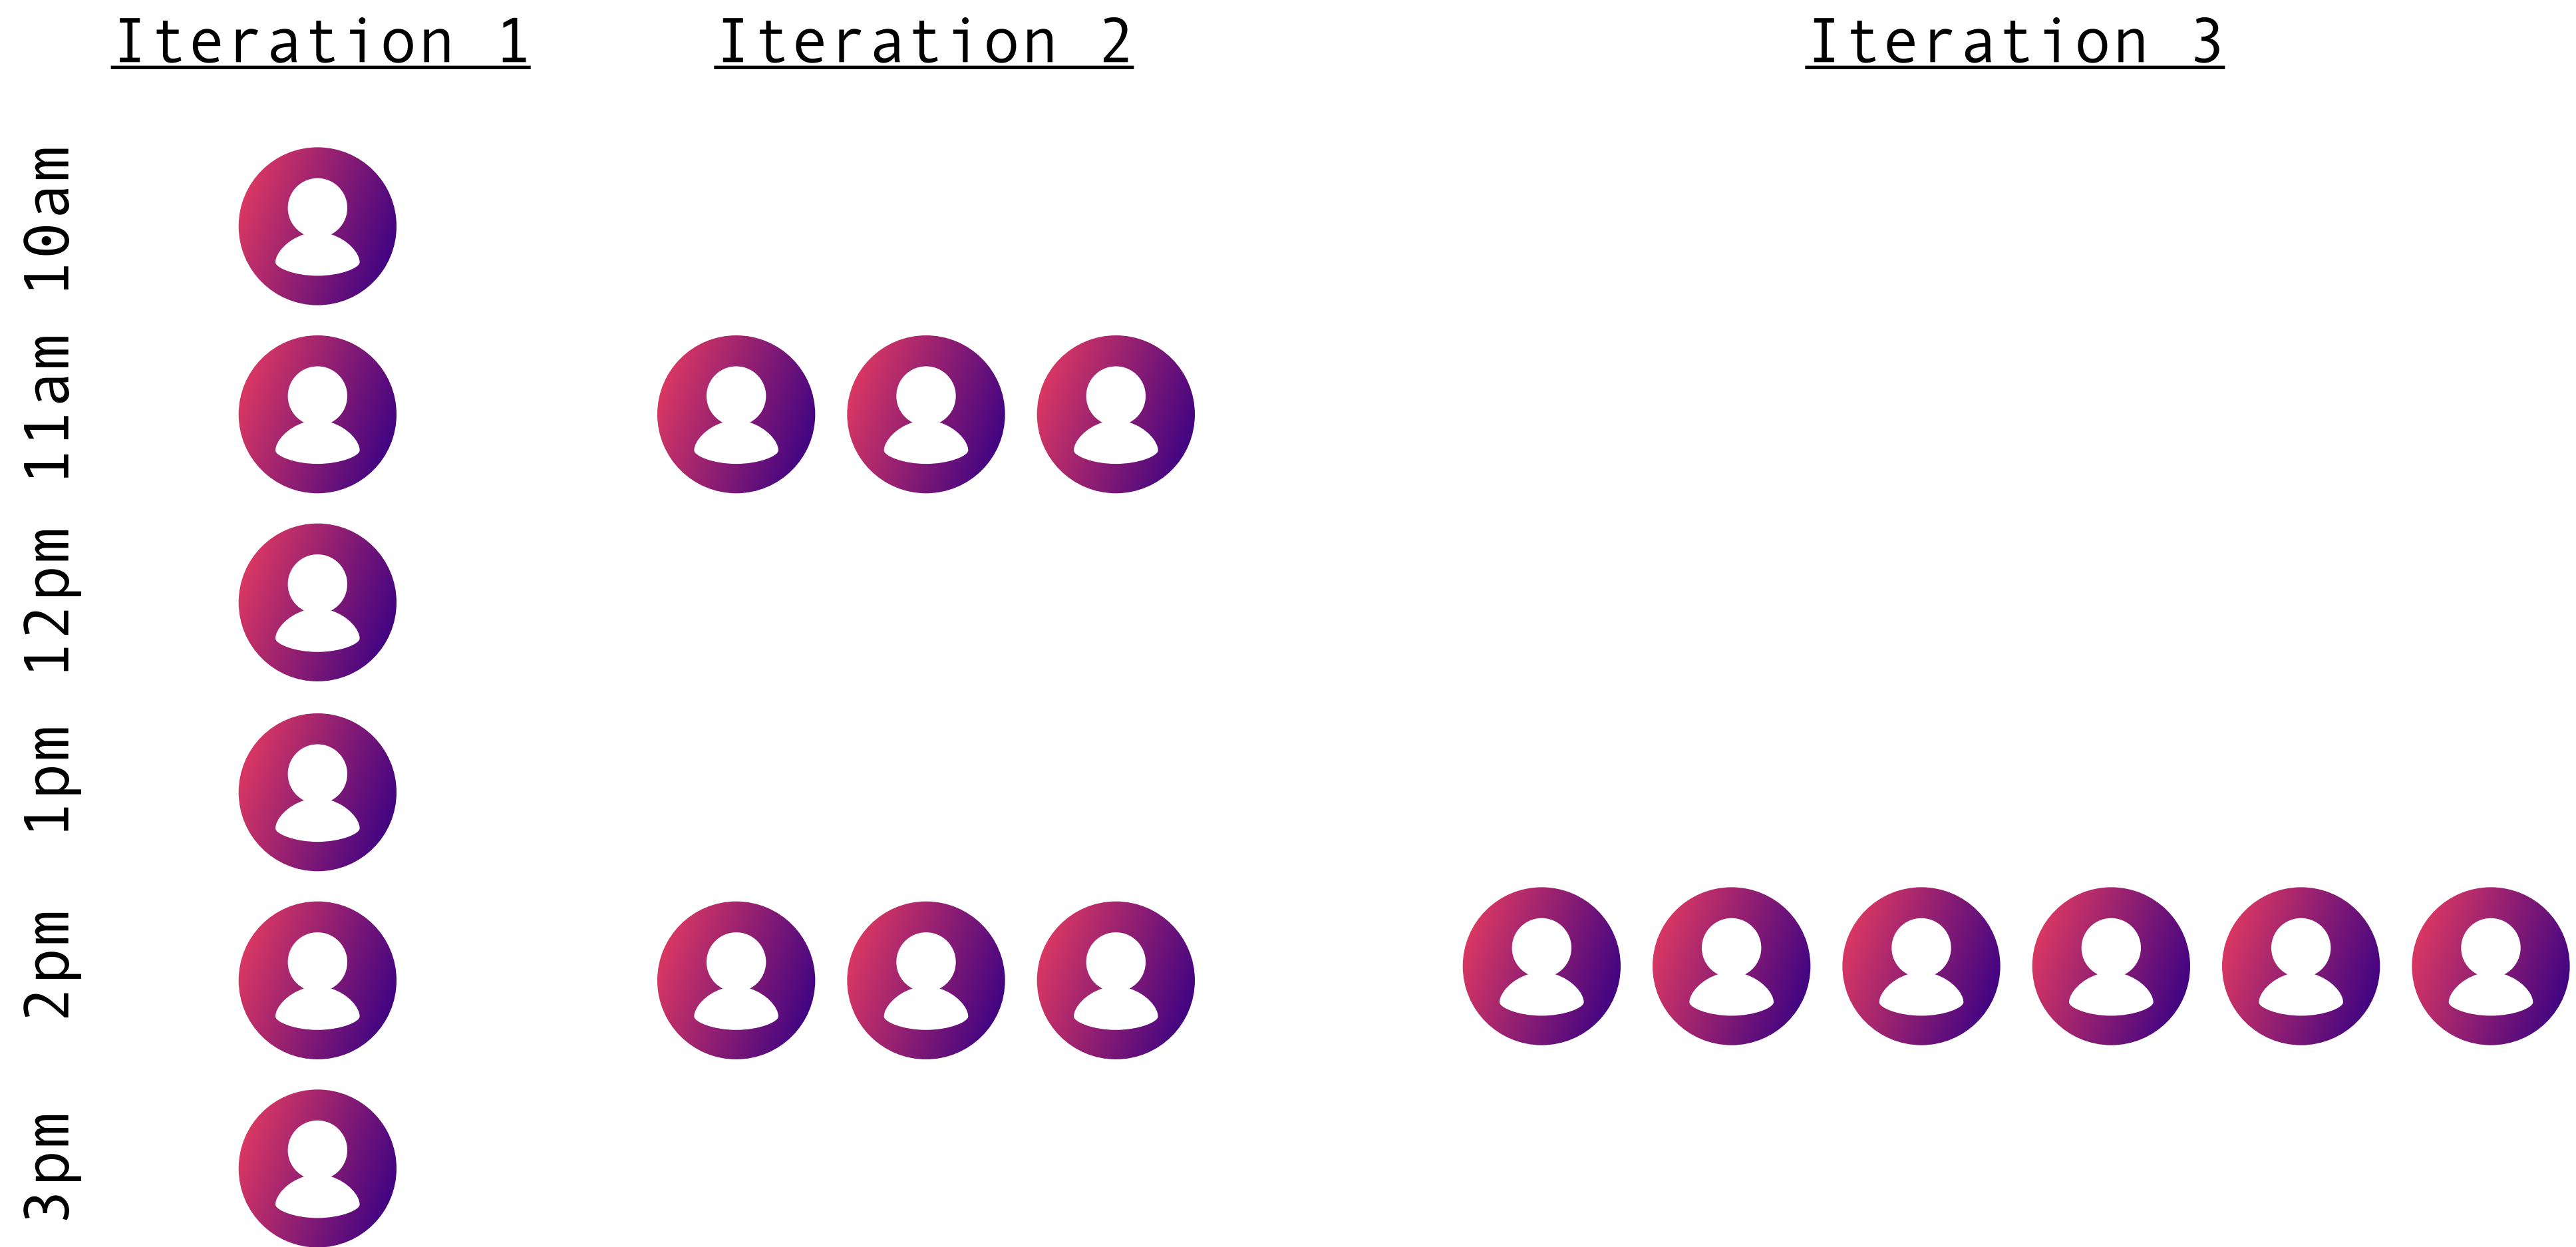 Iteration 1
Iteration 2
Iteration 3
10am
11am
12pm
1pm
2pm
3pm